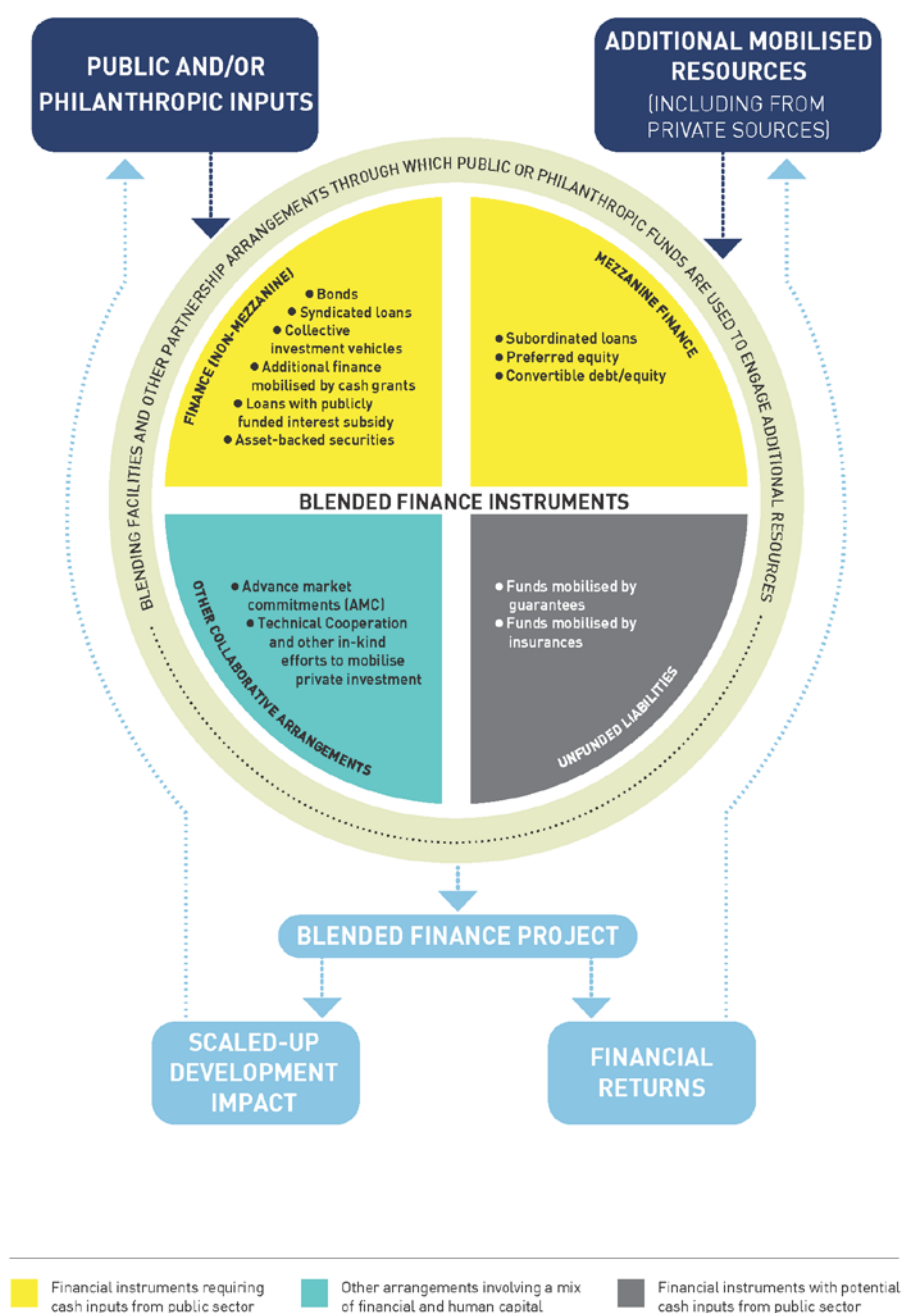 PUBLIC AND/OR
PHILANTHROPIC INPUTS
ADDITIONAL MOBILISED
RESOURCES
(INCLUDING FROM
PRIVATE SOURCES)
BLENDING FACILITIES AND OTHER PARTNERSHIP ARRANGEMENTS THROUGH WHICH PUBLIC OR PHILANTHROPIC FUNDS ARE USED TO ENGAGE ADDITIONAL RESOURCES
FINANCE (NON-MEZZANINE)
● Bonds
● Syndicated loans
● Collective
investment vehicles
● Additional finance
mobilised by cash grants
● Loans with publicly
funded interest subsidy
● Asset-backed securities
MEZZANINE FINANCE
● Subordinated loans
● Preferred equity
● Convertible debt/equity
BLENDED FINANCE INSTRUMENTS
OTHER COLLABORATIVE ARRANGEMENTS
● Advance market
commitments (AMC)
● Technical Cooperation
and other in-kind
efforts to mobilise
private investment
● Funds mobilised by
guarantees
● Funds mobilised by
insurances
UNFUNDED LIABILITIES
BLENDED FINANCE PROJECT
SCALED-UP
DEVELOPMENT
IMPACT
FINANCIAL
RETURNS
Financial instruments requiring
cash inputs from public sector
Other arrangements involving a mix
of financial and human capital
Financial instruments with potential
cash inputs from public sector